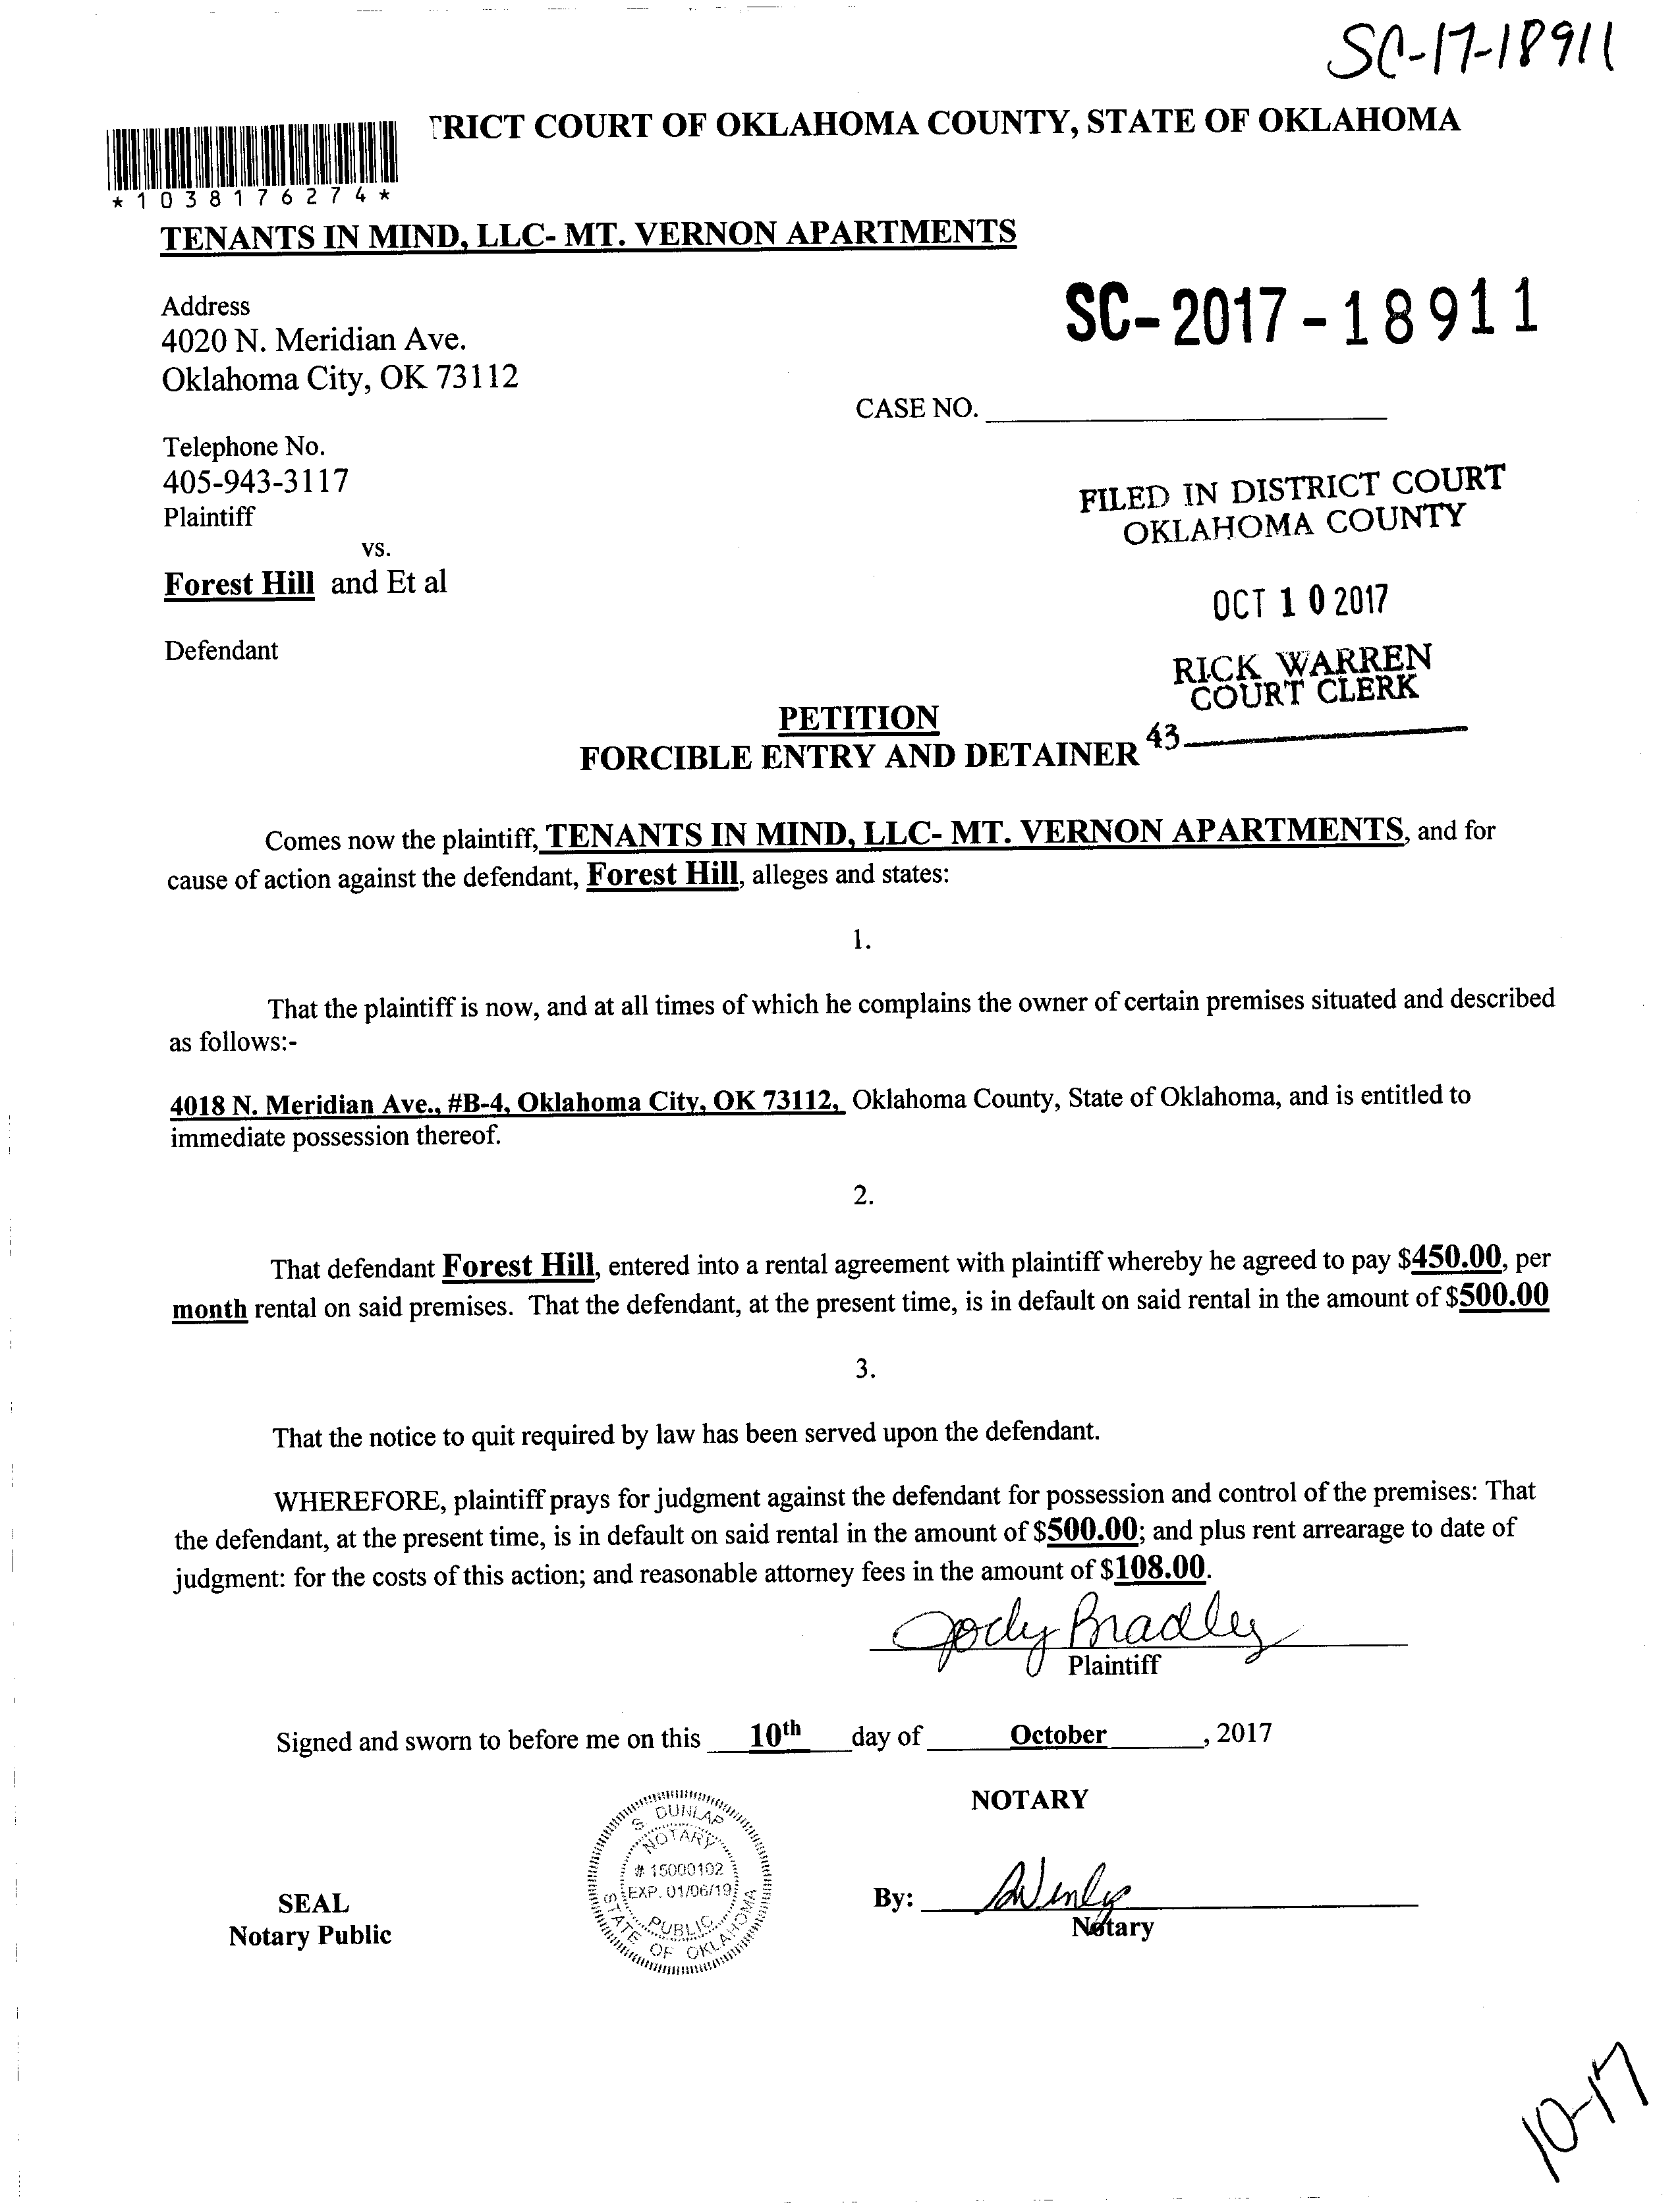 SC-17-18911
TRICT COURT OF OKLAHOMA COUNTY, STATE OF OKLAHOMA
*1038176274*
TENANTS IN MIND, LLC- MT. VERNON APARTMENTS
Address
4020 N. Meridian Ave.
Oklahoma City, OK 73112
SC-2017-18911
CASE NO.
Telephone No.
405-943-3117
Plaintiff
vs.
Forest Hill and Et al
Defendant
FILED IN DISTRICT COURT
OKLAHOMA COUNTY
OCT 10 2017
RICK WARREN
COURT CLERK
43
PETITION
FORCIBLE ENTRY AND DETAINER
Comes now the plaintiff, TENANTS IN MIND, LLC- MT. VERNON APARTMENTS, and for
cause of action against the defendant, Forest Hill, alleges and states:
1.
That the plaintiff is now, and at all times of which he complains the owner of certain premises situated and described
as follows:-
4018 N. Meridian Ave., #B-4, Oklahoma City, OK 73112, Oklahoma County, State of Oklahoma, and is entitled to
immediate possession thereof.
2.
That defendant Forest Hill, entered into a rental agreement with plaintiff whereby he agreed to pay $450.00, per
month rental on said premises. That the defendant, at the present time, is in default on said rental in the amount of $500.00
3.
That the notice to quit required by law has been served upon the defendant.
WHEREFORE, plaintiff prays for judgment against the defendant for possession and control of the premises: That
the defendant, at the present time, is in default on said rental in the amount of $500.00; and plus rent arrearage to date of
judgment: for the costs of this action; and reasonable attorney fees in the amount of $108.00.
Jody Bradley
Plaintiff
Signed and sworn to before me on this 10th day of October, 2017
NOTARY
S. DUNLAP
NOTARY
# 15000102
EXP. 01/06/19
PUBLIC
STATE OF OKLAHOMA
SEAL
Notary Public
By:
Notary
10-17